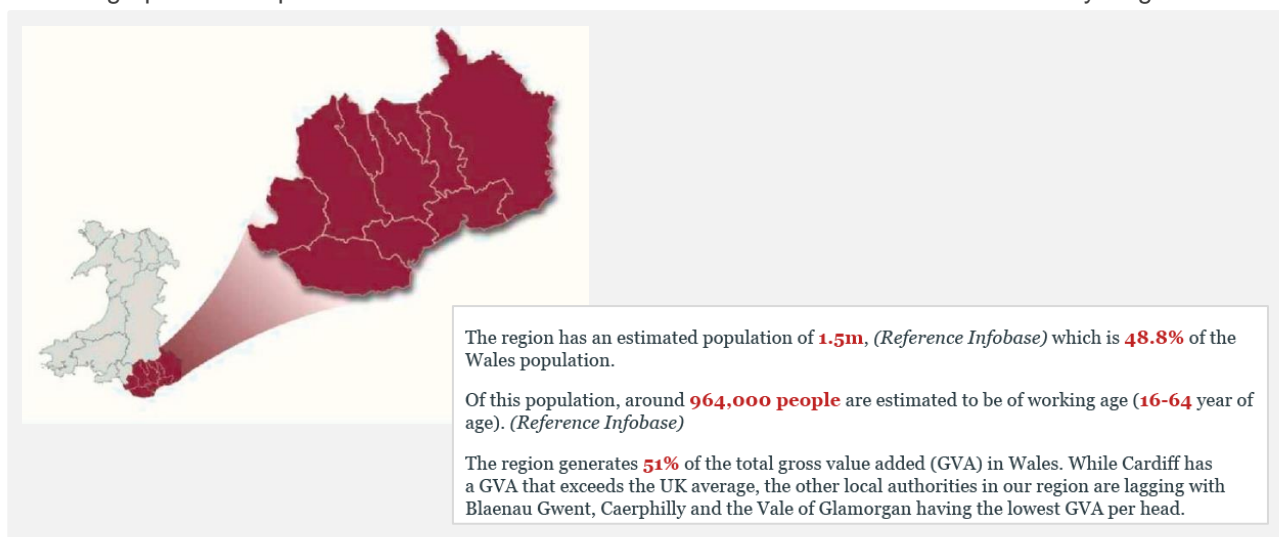 The region has an estimated population of 1.5m, (Reference Infobase) which is 48.8% of the
Wales population.
Of this population, around 964,000 people are estimated to be of working age (16-64 year of
age). (Reference Infobase)
The region generates 51% of the total gross value added (GVA) in Wales. While Cardiff has
a GVA that exceeds the UK average, the other local authorities in our region are lagging with
Blaenau Gwent, Caerphilly and the Vale of Glamorgan having the lowest GVA per head.